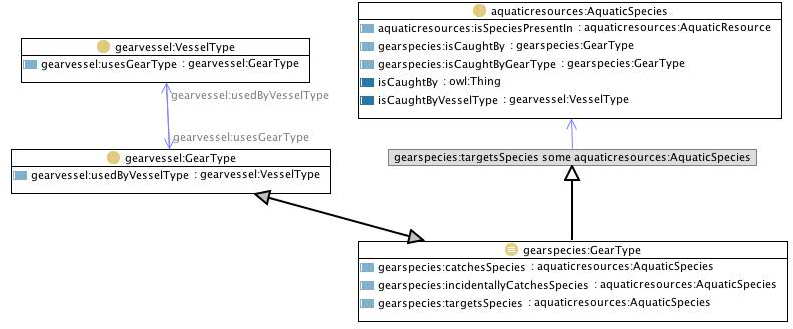 aquaticresources:AquaticSpecies
aquaticresources:isSpeciesPresentIn : aquaticresources:AquaticResource
gearspecies:isCaughtBy : gearspecies:GearType
gearspecies:isCaughtByGearType : gearspecies:GearType
isCaughtBy : owl:Thing
isCaughtByVesselType : gearvessel:VesselType
gearvessel:VesselType
gearvessel:usesGearType : gearvessel:GearType
gearvessel:usedByVesselType
gearvessel:usesGearType
gearvessel:GearType
gearvessel:usedByVesselType : gearvessel:VesselType
gearspecies:targetsSpecies some aquaticresources:AquaticSpecies
gearspecies:GearType
gearspecies:catchesSpecies : aquaticresources:AquaticSpecies
gearspecies:incidentallyCatchesSpecies : aquaticresources:AquaticSpecies
gearspecies:targetsSpecies : aquaticresources:AquaticSpecies